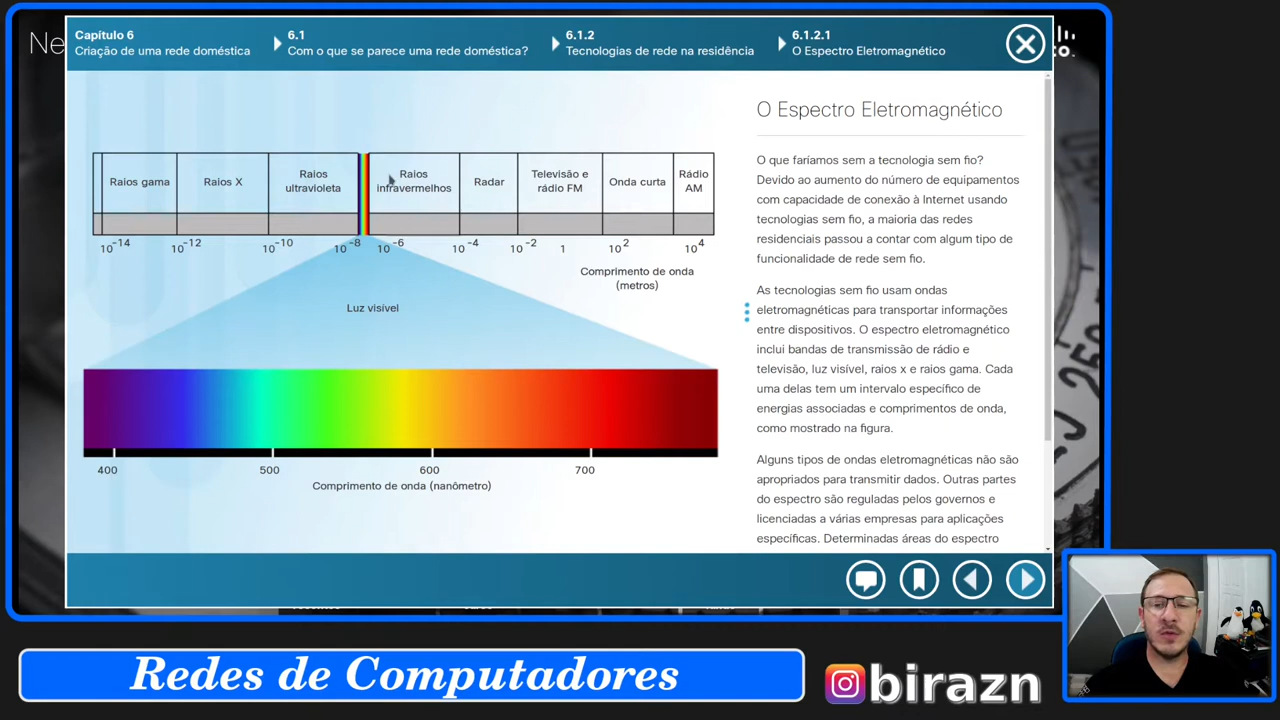 Ne
Capítulo 6
Criação de uma rede doméstica
6.1
Com o que se parece uma rede doméstica?
6.1.2
Tecnologias de rede na residência
6.1.2.1
O Espectro Eletromagnético
Raios gama
Raios X
Raios
ultravioleta
Raios
infravermelhos
Radar
Televisão e
rádio FM
Onda curta
Rádio
AM
10-14
10-12
10-10
10-8
10-6
10-4
10-2
1
102
104
Comprimento de onda
(metros)
Luz visível
400
500
600
700
Comprimento de onda (nanômetro)
O Espectro Eletromagnético
O que faríamos sem a tecnologia sem fio?
Devido ao aumento do número de equipamentos
com capacidade de conexão à Internet usando
tecnologias sem fio, a maioria das redes
residenciais passou a contar com algum tipo de
funcionalidade de rede sem fio.
As tecnologias sem fio usam ondas
eletromagnéticas para transportar informações
entre dispositivos. O espectro eletromagnético
inclui bandas de transmissão de rádio e
televisão, luz visível, raios x e raios gama. Cada
uma delas tem um intervalo específico de
energias associadas e comprimentos de onda,
como mostrado na figura.
Alguns tipos de ondas eletromagnéticas não são
apropriados para transmitir dados. Outras partes
do espectro são reguladas pelos governos e
licenciadas a várias empresas para aplicações
específicas. Determinadas áreas do espectro
Redes de Computadores
birazn